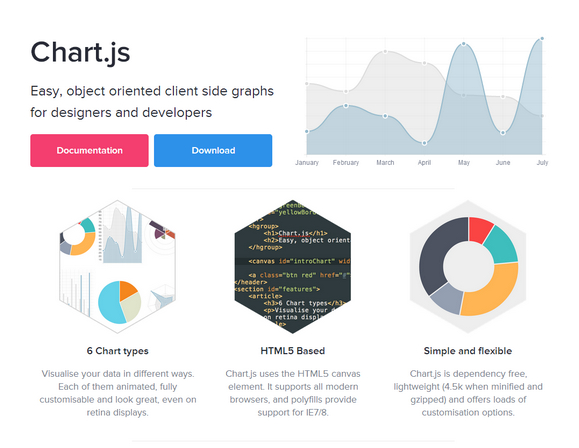 Chart.js
Easy, object oriented client side graphs
for designers and developers
Documentation
Download
January February March April May June July
<hgroup>
<h1>Chart.js</h1>
<h2>Easy, object orient
</hgroup>
<canvas id="introChart" wid
<a class="btn red" href="#"
</header>
<section id="features">
<article>
<h3>6 Chart types</h3>
<p>Visualise your d
on retina displa
6 Chart types
Visualise your data in different ways.
Each of them animated, fully
customisable and look great, even on
retina displays.
HTML5 Based
Chart.js uses the HTML5 canvas
element. It supports all modern
browsers, and polyfills provide
support for IE7/8.
Simple and flexible
Chart.js is dependency free,
lightweight (4.5k when minified and
gzipped) and offers loads of
customisation options.